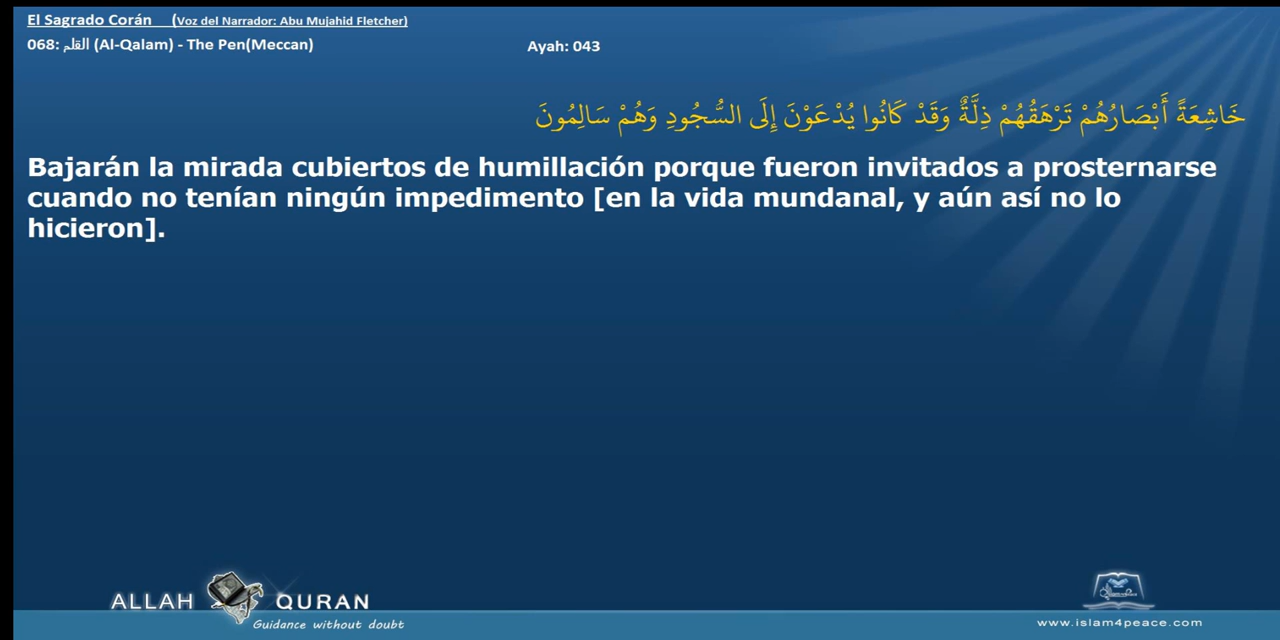 El Sagrado Corán (Voz del Narrador: Abu Mujahid Fletcher)
068: القلم (Al-Qalam) - The Pen(Meccan) Ayah: 043
خَاشِعَةً أَبْصَارُهُمْ تَرْهَقُهُمْ ذِلَّةٌ وَقَدْ كَانُوا يُدْعَوْنَ إِلَى السُّجُودِ وَهُمْ سَالِمُونَ
Bajarán la mirada cubiertos de humillación porque fueron invitados a prosternarse
cuando no tenían ningún impedimento [en la vida mundanal, y aún así no lo
hicieron].
ALLAH QURAN
Guidance without doubt
www.islam4peace.com